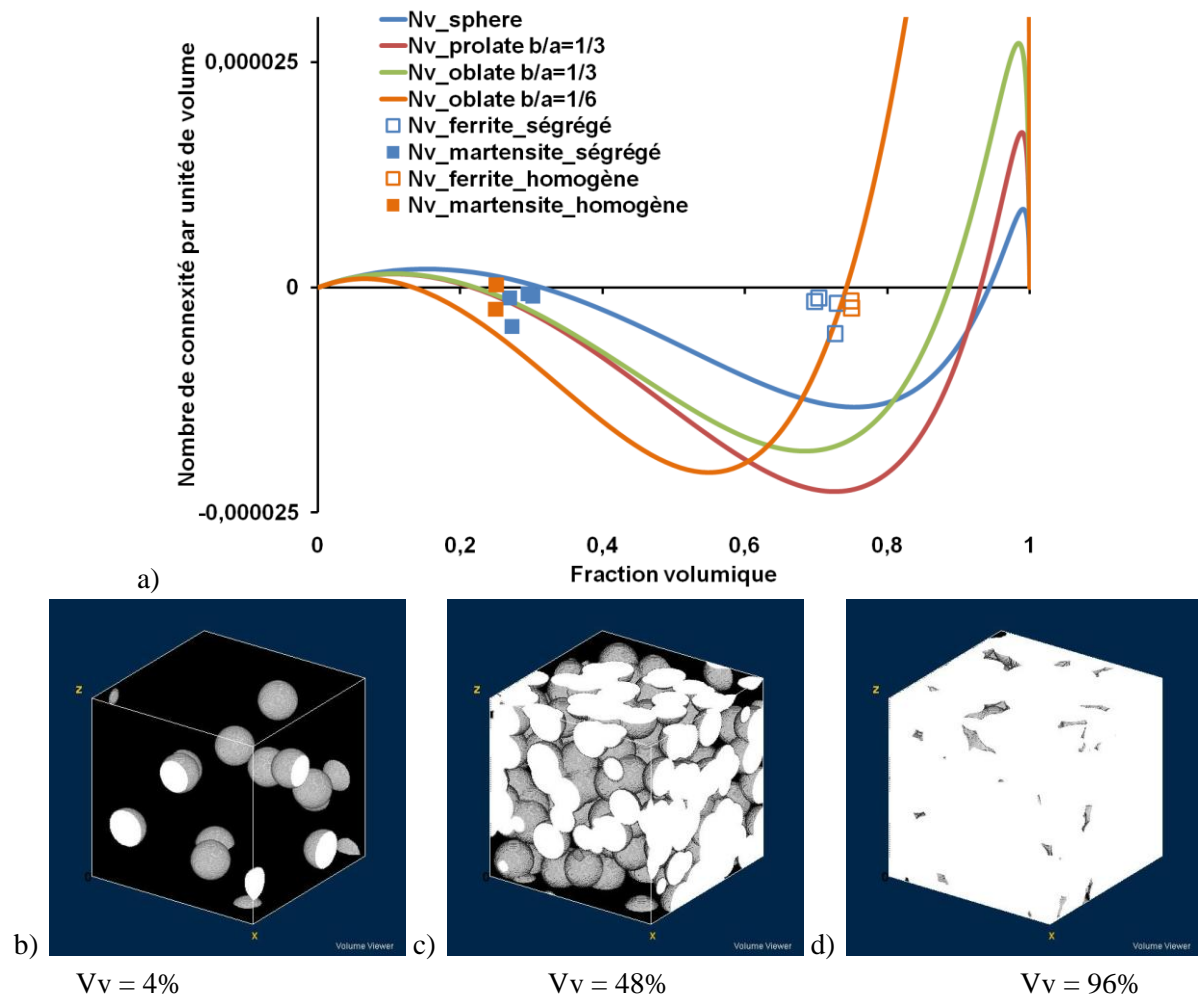 Nv_sphere
Nv_prolate b/a=1/3
Nv_oblate b/a=1/3
Nv_oblate b/a=1/6
Nv_ferrite_ségrégé
Nv_martensite_ségrégé
Nv_ferrite_homogène
Nv_martensite_homogène
Nombre de connexité par unité de volume
0,000025
0
-0,000025
0 0,2 0,4 0,6 0,8 1
Fraction volumique
a)
z z z
x x x
Volume Viewer Volume Viewer Volume Viewer
b) c) d)
Vv = 4% Vv = 48% Vv = 96%